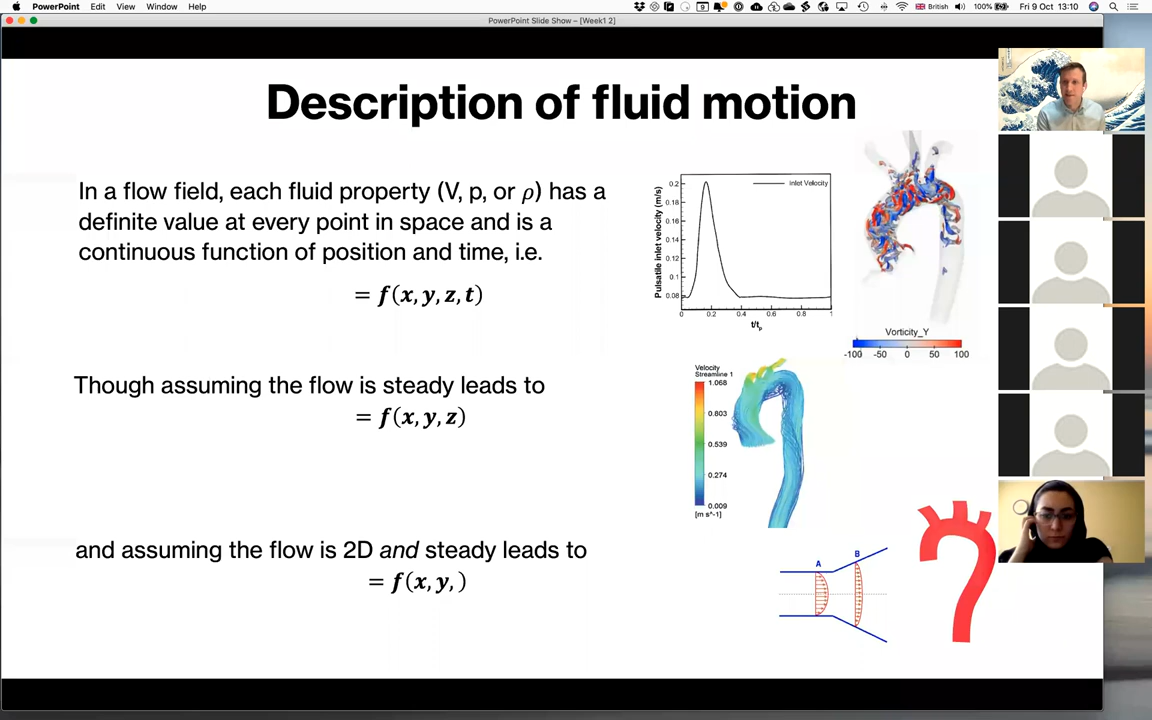 PowerPoint Edit View Window Help
9 British 100% Fri 9 Oct 13:10
PowerPoint Slide Show – [Week1 2]
Description of fluid motion
In a flow field, each fluid property (V, p, or ρ) has a
definite value at every point in space and is a
continuous function of position and time, i.e.
= f(x, y, z, t)
Though assuming the flow is steady leads to
= f(x, y, z)
and assuming the flow is 2D and steady leads to
= f(x, y, )
Pulsatile inlet velocity (m/s)
0.2
0.18
0.16
0.14
0.12
0.1
0.08
Inlet Velocity
0 0.2 0.4 0.6 0.8 1
t/tp
Vorticity_Y
-100 -50 0 50 100
Velocity
Streamline 1
1.068
0.803
0.539
0.274
0.009
[m s^-1]
A B